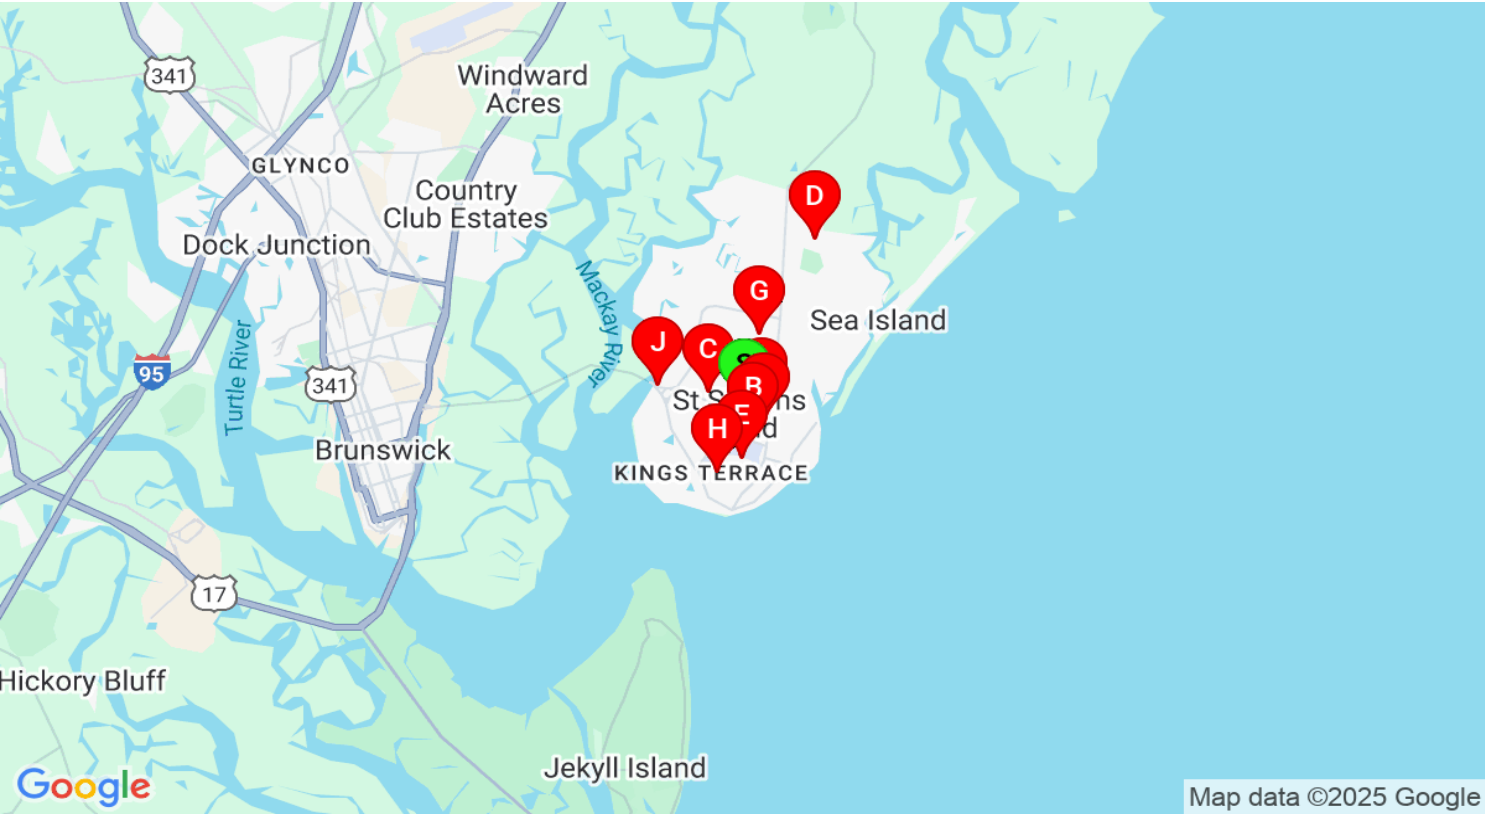 341
Windward
Acres
GLYNCO
Country
Club Estates
D
Dock Junction
Mackay River
G
Sea Island
J
C
S
Turtle River
95
341
B
E
H
Brunswick
KINGS TERRACE
17
Hickory Bluff
Jekyll Island
Google
Map data ©2025 Google